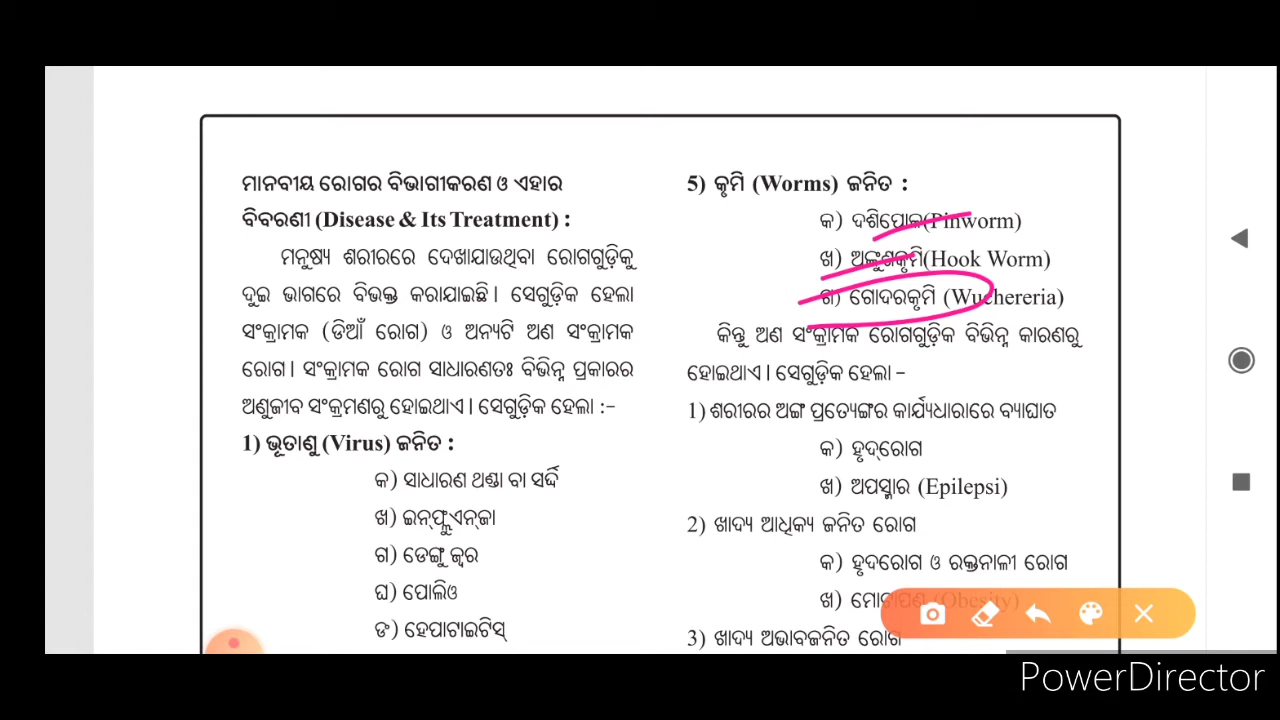 ମାନବୀୟ ରୋଗର ବିଭାଗୀକରଣ ଓ ଏହାର
ବିବରଣୀ (Disease & Its Treatment) :
ମନୁଷ୍ୟ ଶରୀରରେ ଦେଖାଯାଉଥିବା ରୋଗଗୁଡ଼ିକୁ
ଦୁଇ ଭାଗରେ ବିଭକ୍ତ କରାଯାଇଛି। ସେଗୁଡ଼ିକ ହେଲା
ସଂକ୍ରାମକ (ଡିଆଁ ରୋଗ) ଓ ଅନ୍ୟଟି ଅଣ ସଂକ୍ରାମକ
ରୋଗ। ସଂକ୍ରାମକ ରୋଗ ସାଧାରଣତଃ ବିଭିନ୍ନ ପ୍ରକାରର
ଅଣୁଜୀବ ସଂକ୍ରମଣରୁ ହୋଇଥାଏ। ସେଗୁଡ଼ିକ ହେଲା :-
1) ଭୂତାଣୁ (Virus) ଜନିତ :
କ) ସାଧାରଣ ଥଣ୍ଡା ବା ସର୍ଦ୍ଦି
ଖ) ଇନ୍‌ଫ୍ଲୁଏନ୍‌ଜା
ଗ) ଡେଙ୍ଗୁ ଜ୍ୱର
ଘ) ପୋଲିଓ
ଙ) ହେପାଟାଇଟିସ୍
5) କୃମି (Worms) ଜନିତ :
କ) ଦଶିପୋକ(Pinworm)
ଖ) ଅଙ୍କୁଶକୃମି(Hook Worm)
ଗ) ଗୋଦରକୃମି (Wuchereria)
କିନ୍ତୁ ଅଣ ସଂକ୍ରାମକ ରୋଗଗୁଡ଼ିକ ବିଭିନ୍ନ କାରଣରୁ
ହୋଇଥାଏ। ସେଗୁଡ଼ିକ ହେଲା -
1) ଶରୀରର ଅଙ୍ଗ ପ୍ରତ୍ୟେଙ୍ଗର କାର୍ଯ୍ୟଧାରାରେ ବ୍ୟାଘାତ
କ) ହୃଦ୍‌ରୋଗ
ଖ) ଅପସ୍ମାର (Epilepsi)
2) ଖାଦ୍ୟ ଆଧିକ୍ୟ ଜନିତ ରୋଗ
କ) ହୃଦରୋଗ ଓ ରକ୍ତନାଳୀ ରୋଗ
ଖ) ମୋଟାପଣ (Obesity)
3) ଖାଦ୍ୟ ଅଭାବଜନିତ ରୋଗ
PowerDirector